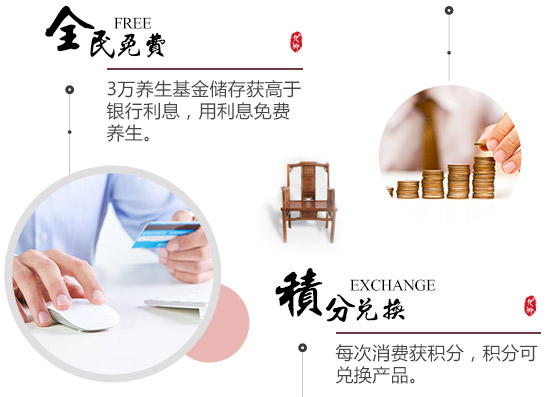 全民免費
FREE
3万养生基金储存获高于
银行利息，用利息免费
养生。
積分兑换
EXCHANGE
每次消费获积分，积分可
兑换产品。